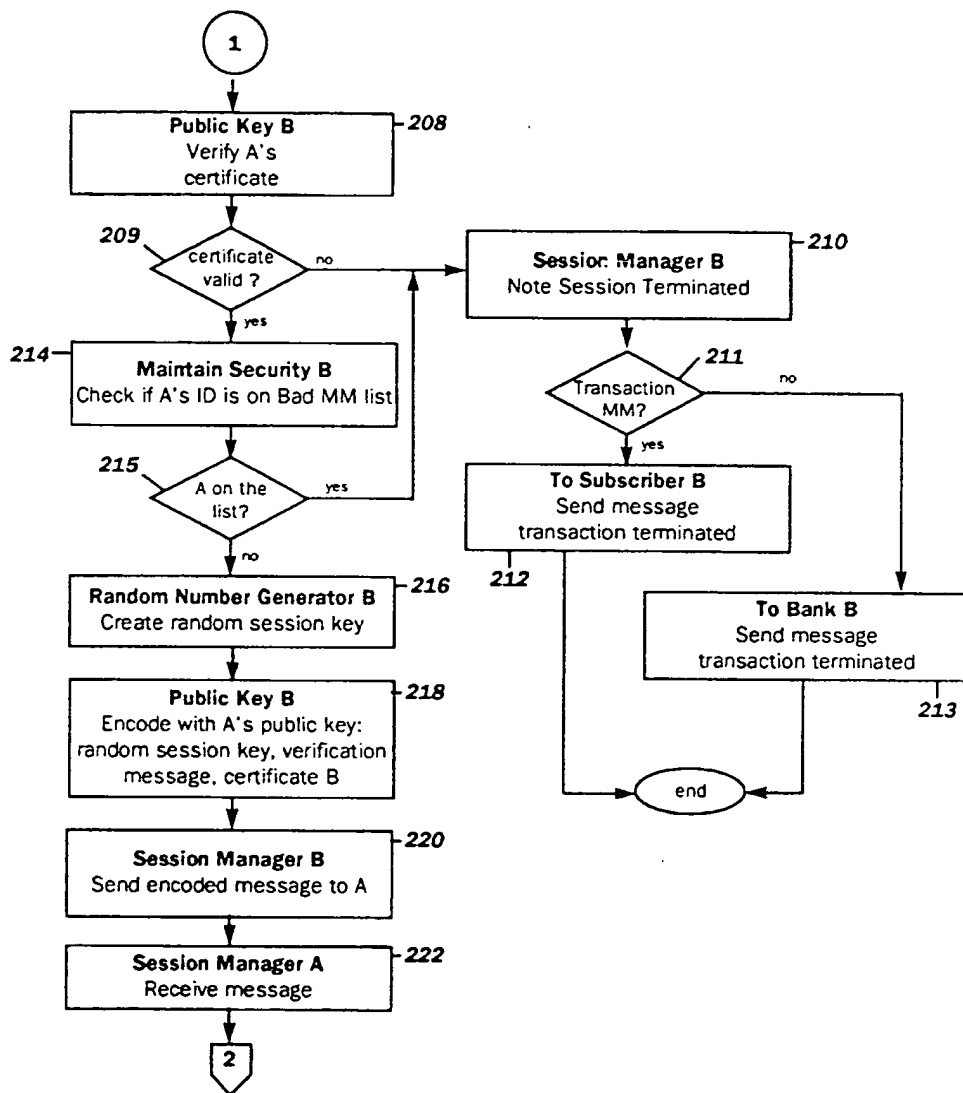 1
Public Key B
Verify A's
certificate
208
209
certificate
valid ?
no
yes
210
Session Manager B
Note Session Terminated
214
Maintain Security B
Check if A's ID is on Bad MM list
211
Transaction
MM?
no
yes
215
A on the
list?
yes
no
To Subscriber B
Send message
transaction terminated
212
Random Number Generator B
Create random session key
216
To Bank B
Send message
transaction terminated
213
Public Key B
Encode with A's public key:
random session key, verification
message, certificate B
218
end
Session Manager B
Send encoded message to A
220
Session Manager A
Receive message
222
2